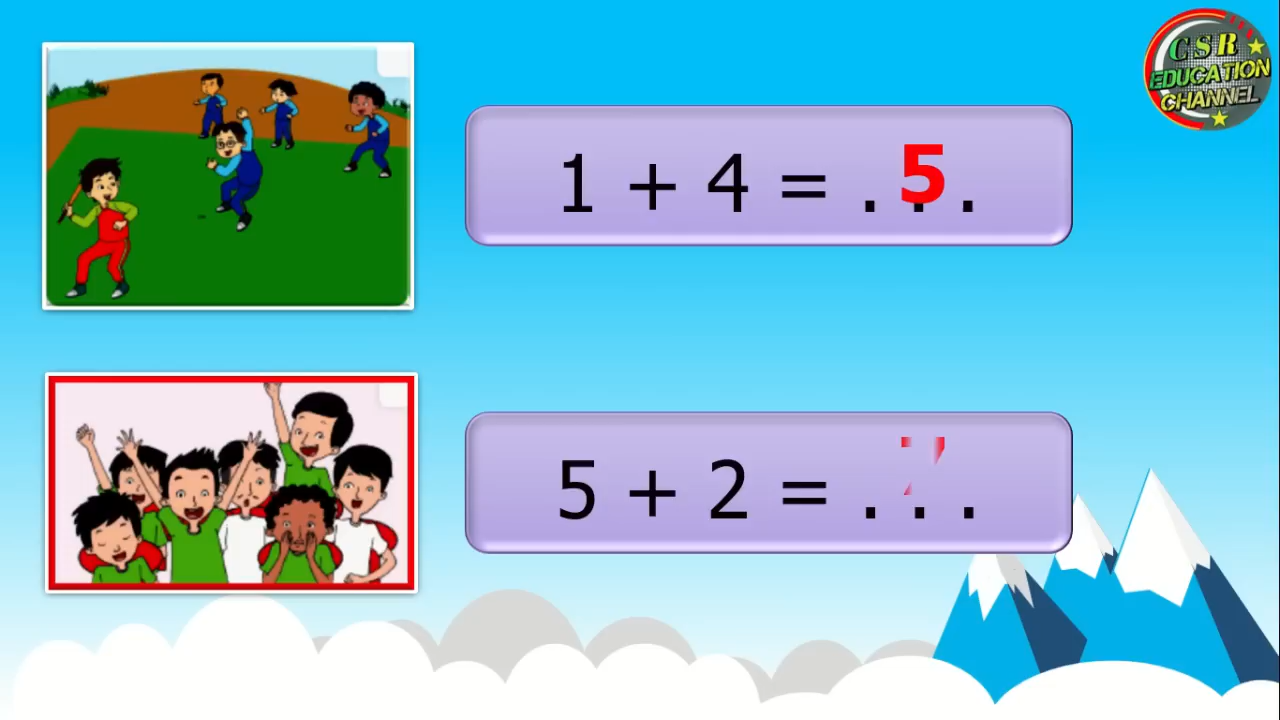 CSR
EDUCATION
CHANNEL
1 + 4 = . . .
5
5 + 2 = . . .